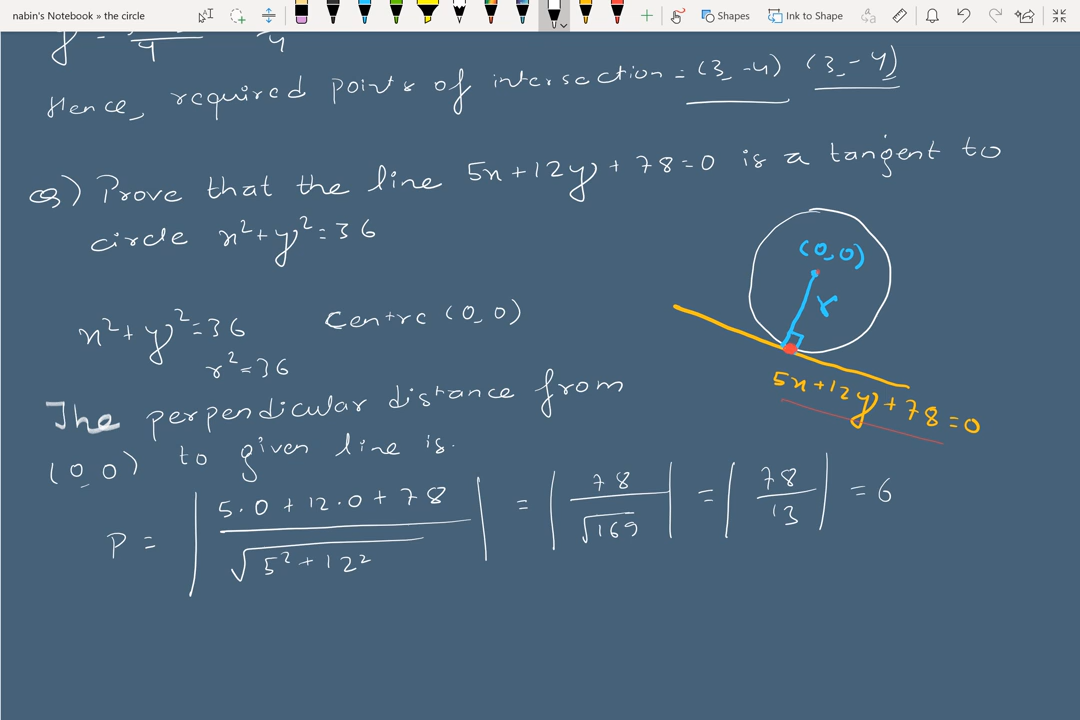 nabin's Notebook » the circle
Shapes Ink to Shape
y = 4 4
Hence, required points of intersection = (3, -4) (3, -4)
Q) Prove that the line 5x+12y+78=0 is a tangent to
circle x²+y²=36
(0,0)
r
x²+y²=36 Centre (0,0)
r²=36
5x+12y+78=0
The perpendicular distance from
(0,0) to given line is.
P = | 5.0 + 12.0 + 78 / √5²+12² | = | 78 / √169 | = | 78 / 13 | = 6